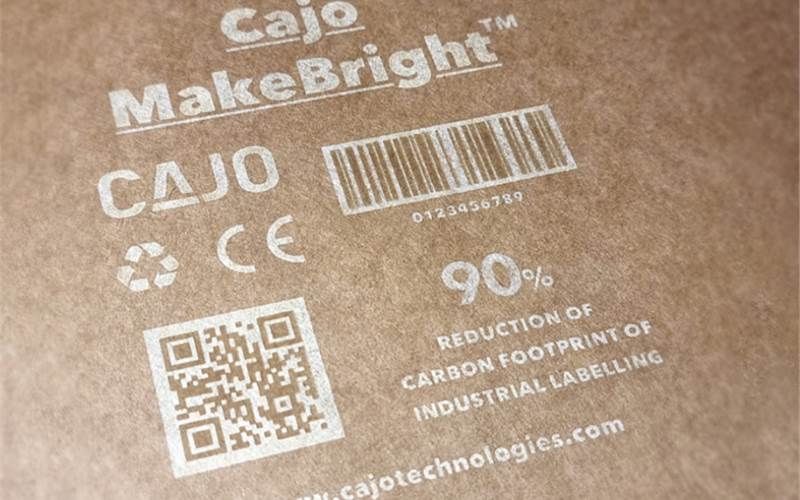 Cajo
MakeBright™
CAJO
0123456789
CE
90%
REDUCTION OF
CARBON FOOTPRINT OF
INDUSTRIAL LABELLING
www.cajotechnologies.com